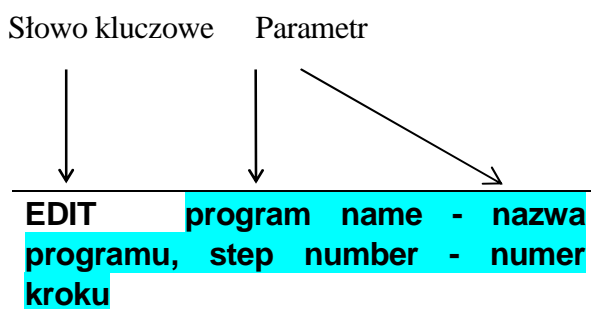 Słowo kluczowe Parametr
EDIT program name - nazwa
programu, step number - numer
kroku